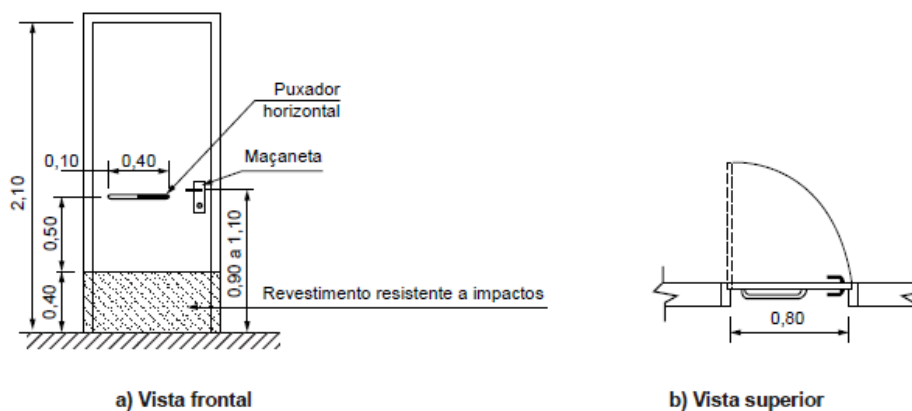 Puxador
horizontal
0,10
0,40
Maçaneta
2,10
0,50
0,90 a 1,10
0,40
Revestimento resistente a impactos
0,80
a) Vista frontal
b) Vista superior